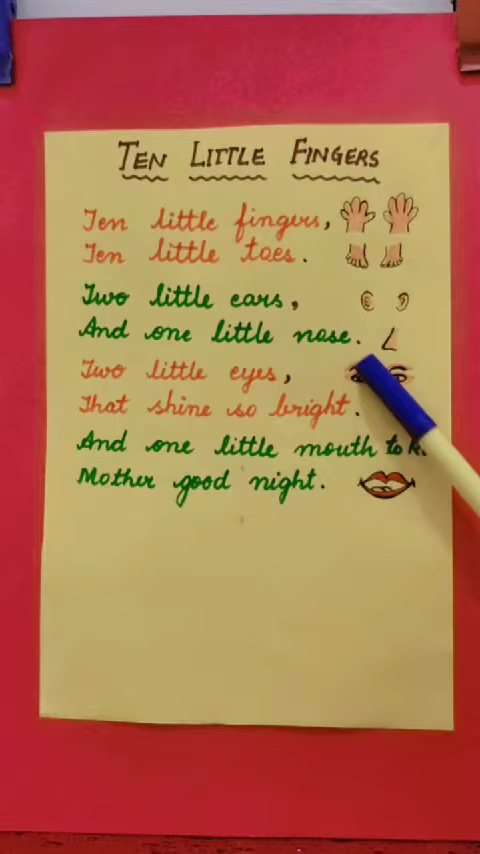 TEN LITTLE FINGERS
Ten little fingers,
Ten little toes.
Two little ears,
And one little nose.
Two little eyes,
That shine so bright.
And one little mouth to
Mother good night.